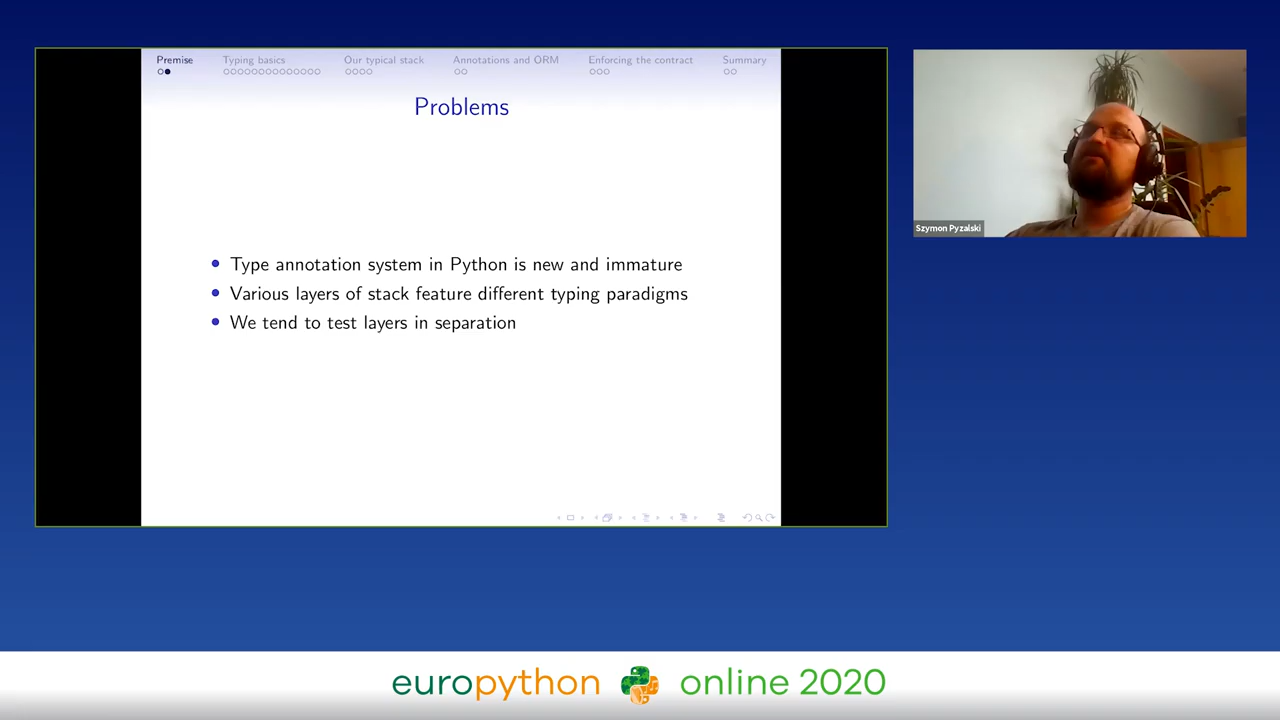 Premise
Typing basics
Our typical stack
Annotations and ORM
Enforcing the contract
Summary
Problems
Type annotation system in Python is new and immature
Various layers of stack feature different typing paradigms
We tend to test layers in separation
Szymon Pyzalski
europython online 2020